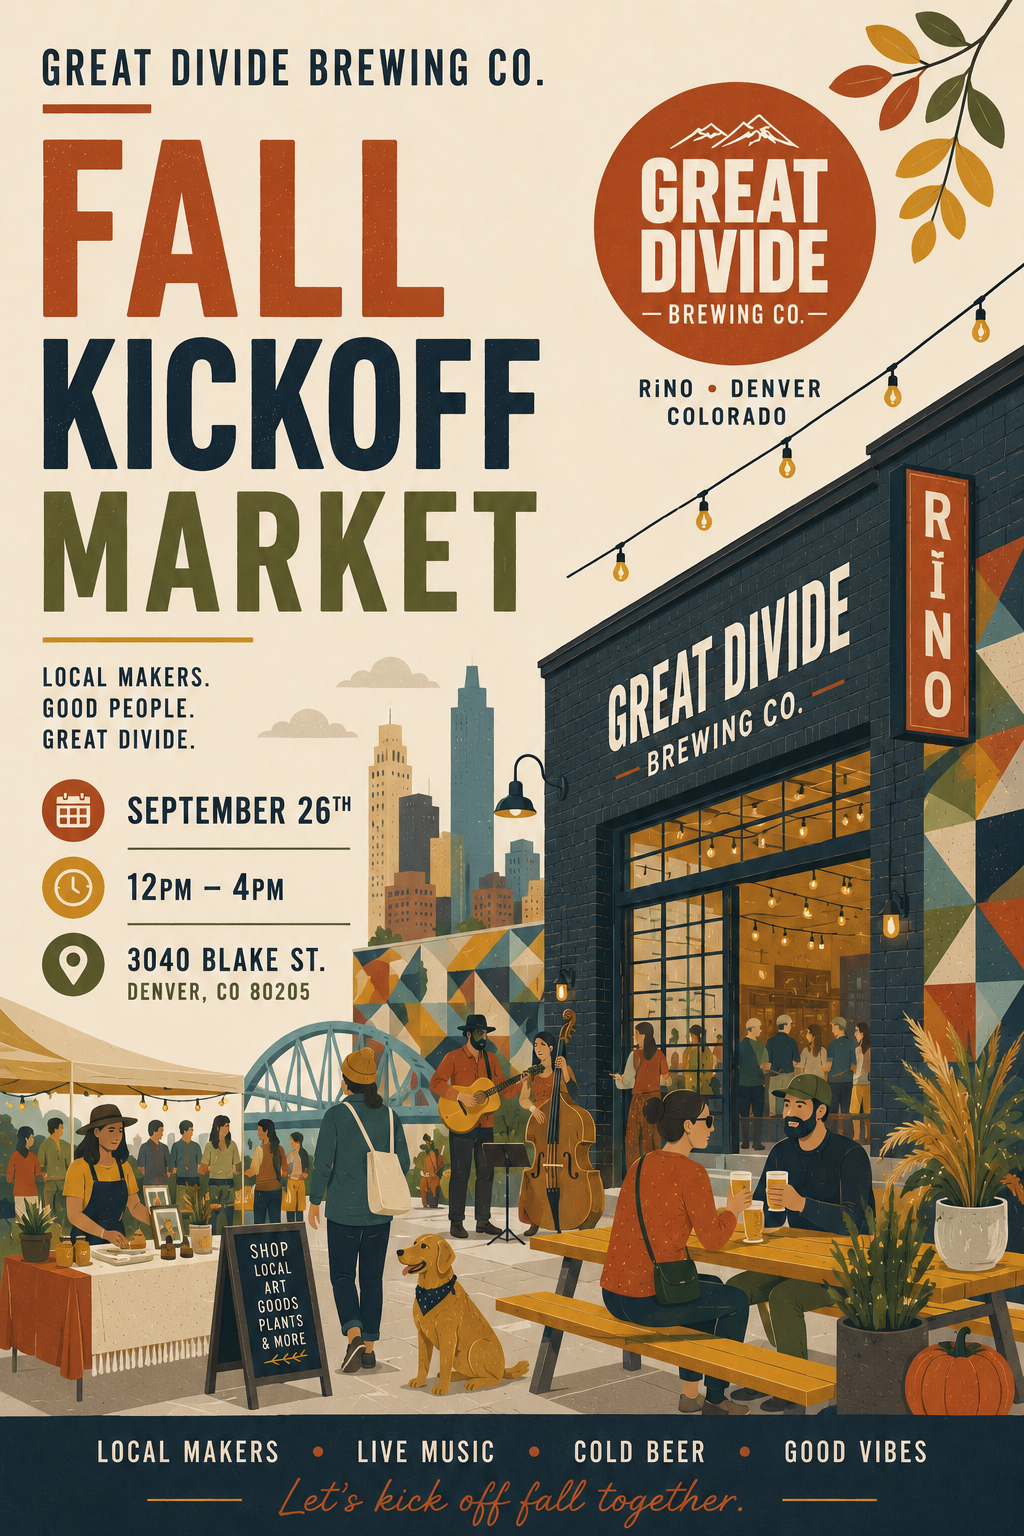 GREAT DIVIDE BREWING CO.
FALL
KICKOFF
MARKET
GREAT
DIVIDE
BREWING CO.
RiNO • DENVER
COLORADO
LOCAL MAKERS.
GOOD PEOPLE.
GREAT DIVIDE.
SEPTEMBER 26TH
12PM – 4PM
3040 BLAKE ST.
DENVER, CO 80205
GREAT DIVIDE
BREWING CO.
RĬNO
SHOP
LOCAL
ART
GOODS
PLANTS
& MORE
LOCAL MAKERS • LIVE MUSIC • COLD BEER • GOOD VIBES
Let's kick off fall together.